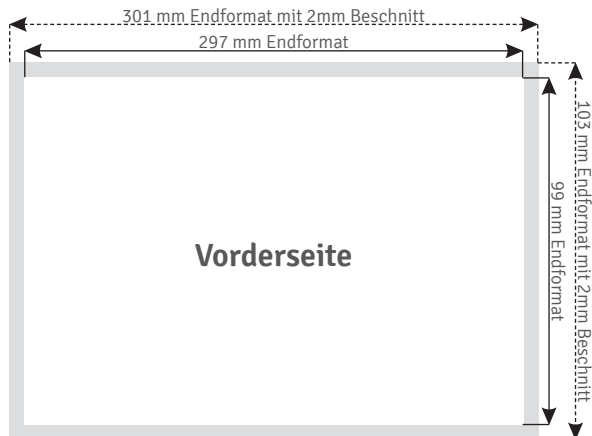 301 mm Endformat mit 2mm Beschnitt
297 mm Endformat
Vorderseite
99 mm Endformat
103 mm Endformat mit 2mm Beschnitt